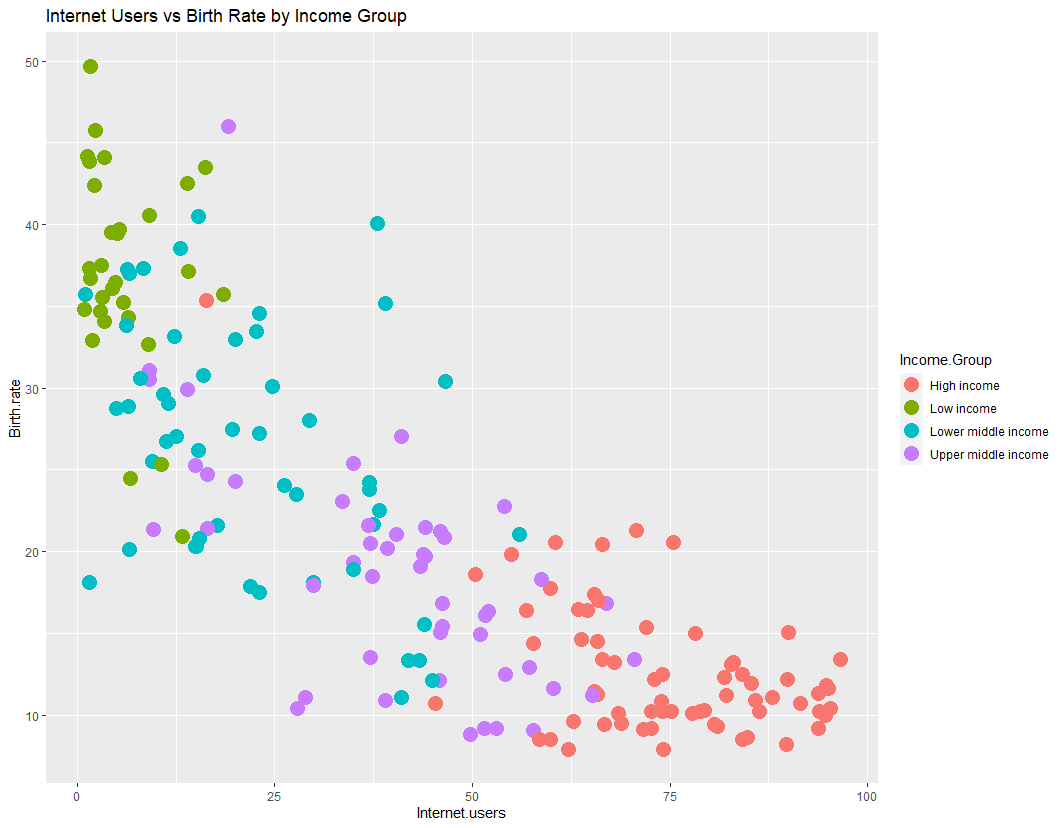 Internet Users vs Birth Rate by Income Group
50
40
30
20
10
Birth.rate
0
25
50
75
100
Internet.users
Income.Group
High income
Low income
Lower middle income
Upper middle income